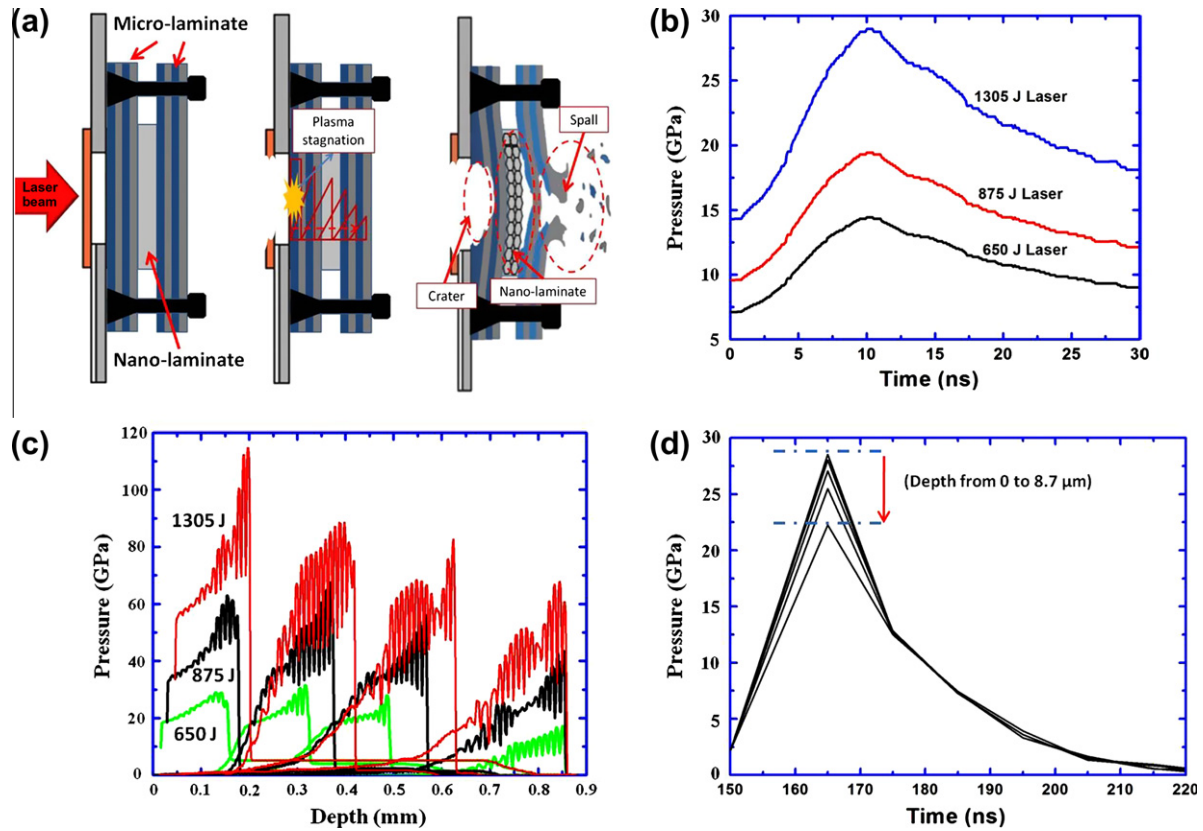 (a)
Micro-laminate
Laser
beam
Nano-laminate
Plasma
stagnation
Spall
Crater
Nano-laminate
(b)
Pressure (GPa)
30
25
20
15
10
5
1305 J Laser
875 J Laser
650 J Laser
0 5 10 15 20 25 30
Time (ns)
(c)
Pressure (GPa)
120
100
80
60
40
20
0
1305 J
875 J
650 J
0 0.1 0.2 0.3 0.4 0.5 0.6 0.7 0.8 0.9
Depth (mm)
(d)
Pressure (GPa)
30
25
20
15
10
5
0
(Depth from 0 to 8.7 μm)
150 160 170 180 190 200 210 220
Time (ns)